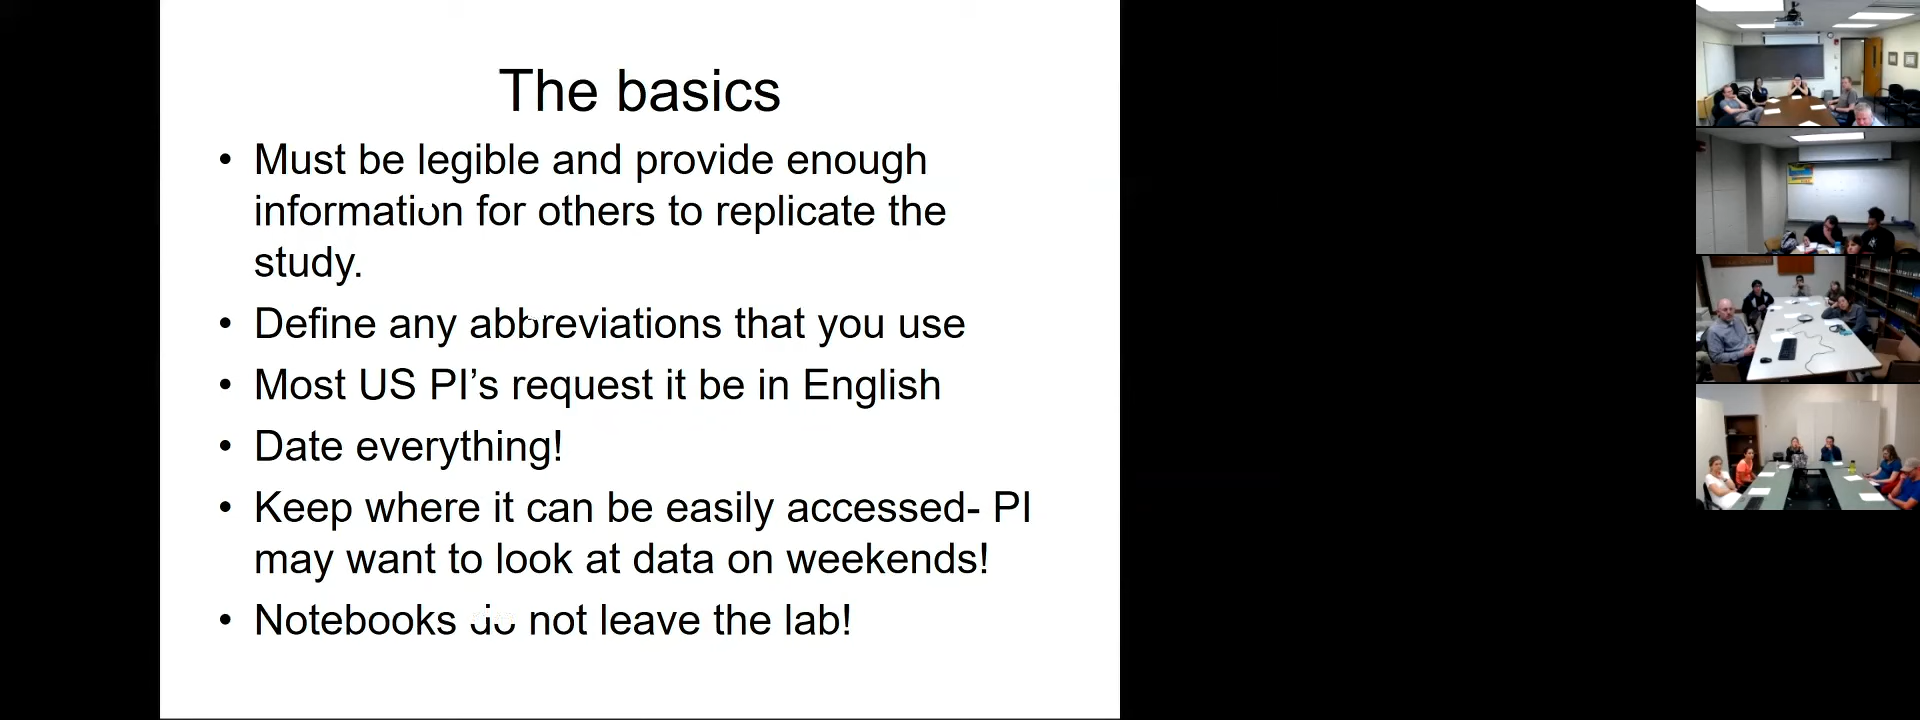 The basics
• Must be legible and provide enough
information for others to replicate the
study.
• Define any abbreviations that you use
• Most US PI’s request it be in English
• Date everything!
• Keep where it can be easily accessed- PI
may want to look at data on weekends!
• Notebooks do not leave the lab!